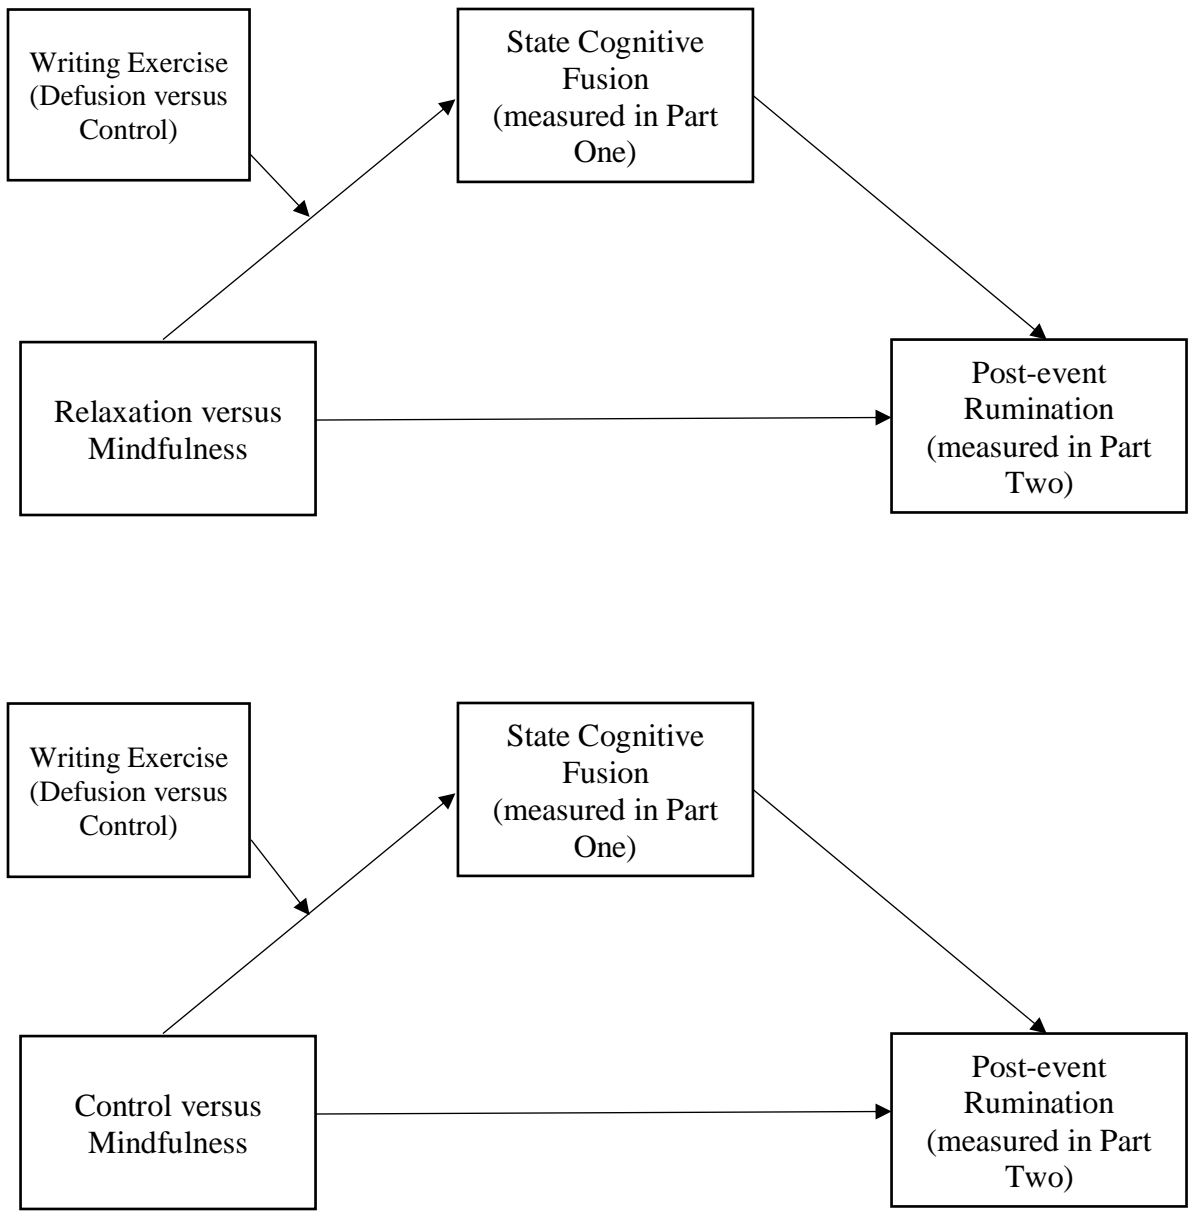 Writing Exercise
(Defusion versus
Control)
State Cognitive
Fusion
(measured in Part
One)
Relaxation versus
Mindfulness
Post-event
Rumination
(measured in Part
Two)
Writing Exercise
(Defusion versus
Control)
State Cognitive
Fusion
(measured in Part
One)
Control versus
Mindfulness
Post-event
Rumination
(measured in Part
Two)